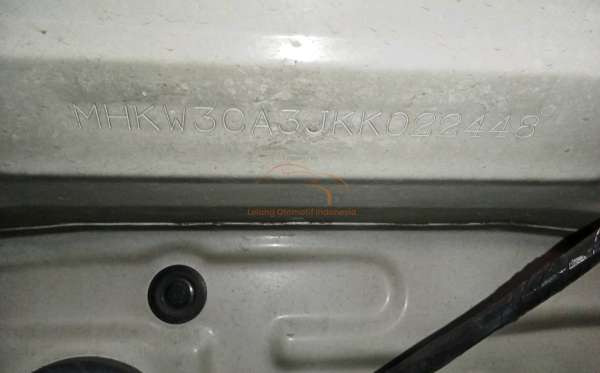 MHKW3CA3JKK022448
Lelang Otomotif Indonesia